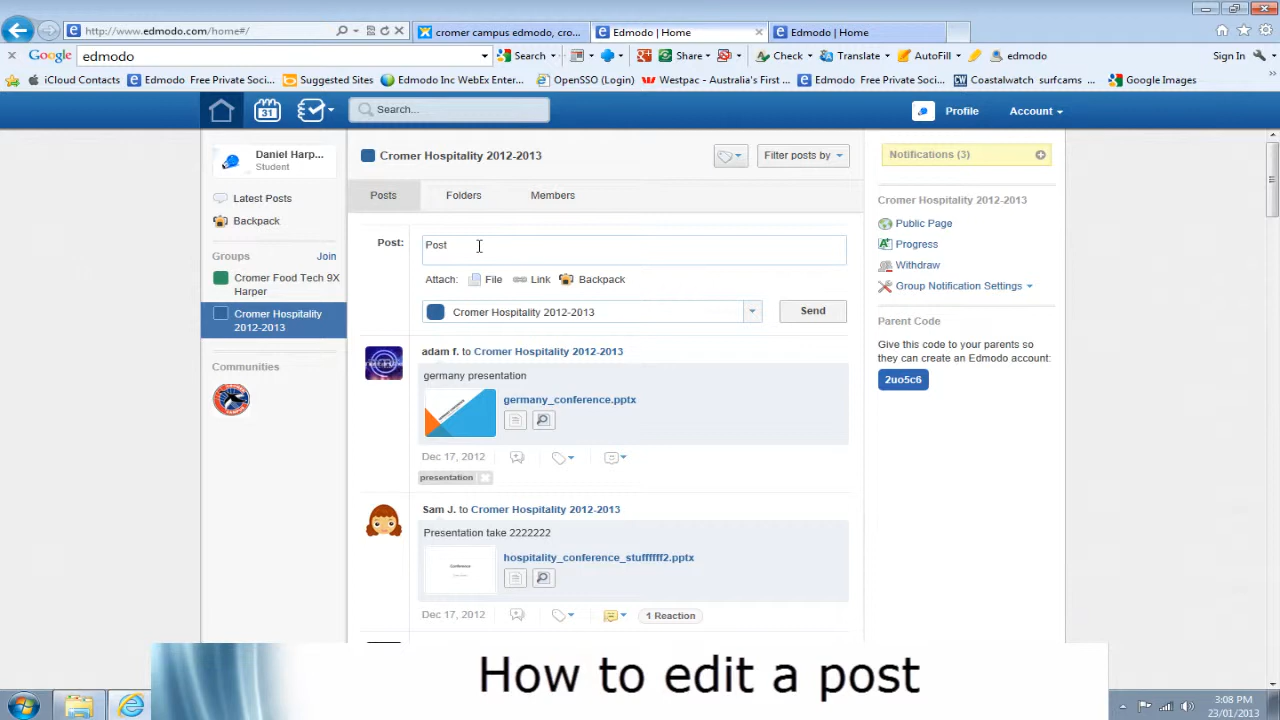 http://www.edmodo.com/home#/
cromer campus edmodo, cro...
Edmodo | Home
Edmodo | Home
Google
edmodo
Search
Share
Check
Translate
AutoFill
edmodo
Sign In
iCloud Contacts
Edmodo Free Private Soci...
Suggested Sites
Edmodo Inc WebEx Enter...
OpenSSO (Login)
Westpac - Australia's First ...
Edmodo Free Private Soci...
Coastalwatch surfcams ...
Google Images
31
Search...
Profile
Account
Daniel Harp...
Student
Latest Posts
Backpack
Groups
Join
Cromer Food Tech 9X
Harper
Cromer Hospitality
2012-2013
Communities
Cromer Hospitality 2012-2013
Filter posts by
Posts
Folders
Members
Post:
Post
Attach:
File
Link
Backpack
Cromer Hospitality 2012-2013
Send
adam f. to Cromer Hospitality 2012-2013
germany presentation
germany_conference.pptx
Dec 17, 2012
presentation
Sam J. to Cromer Hospitality 2012-2013
Presentation take 2222222
Conference
hospitality_conference_stuffffff2.pptx
Dec 17, 2012
1 Reaction
Notifications (3)
Cromer Hospitality 2012-2013
Public Page
Progress
Withdraw
Group Notification Settings
Parent Code
Give this code to your parents so
they can create an Edmodo account:
2uo5c6
How to edit a post
3:08 PM
23/01/2013